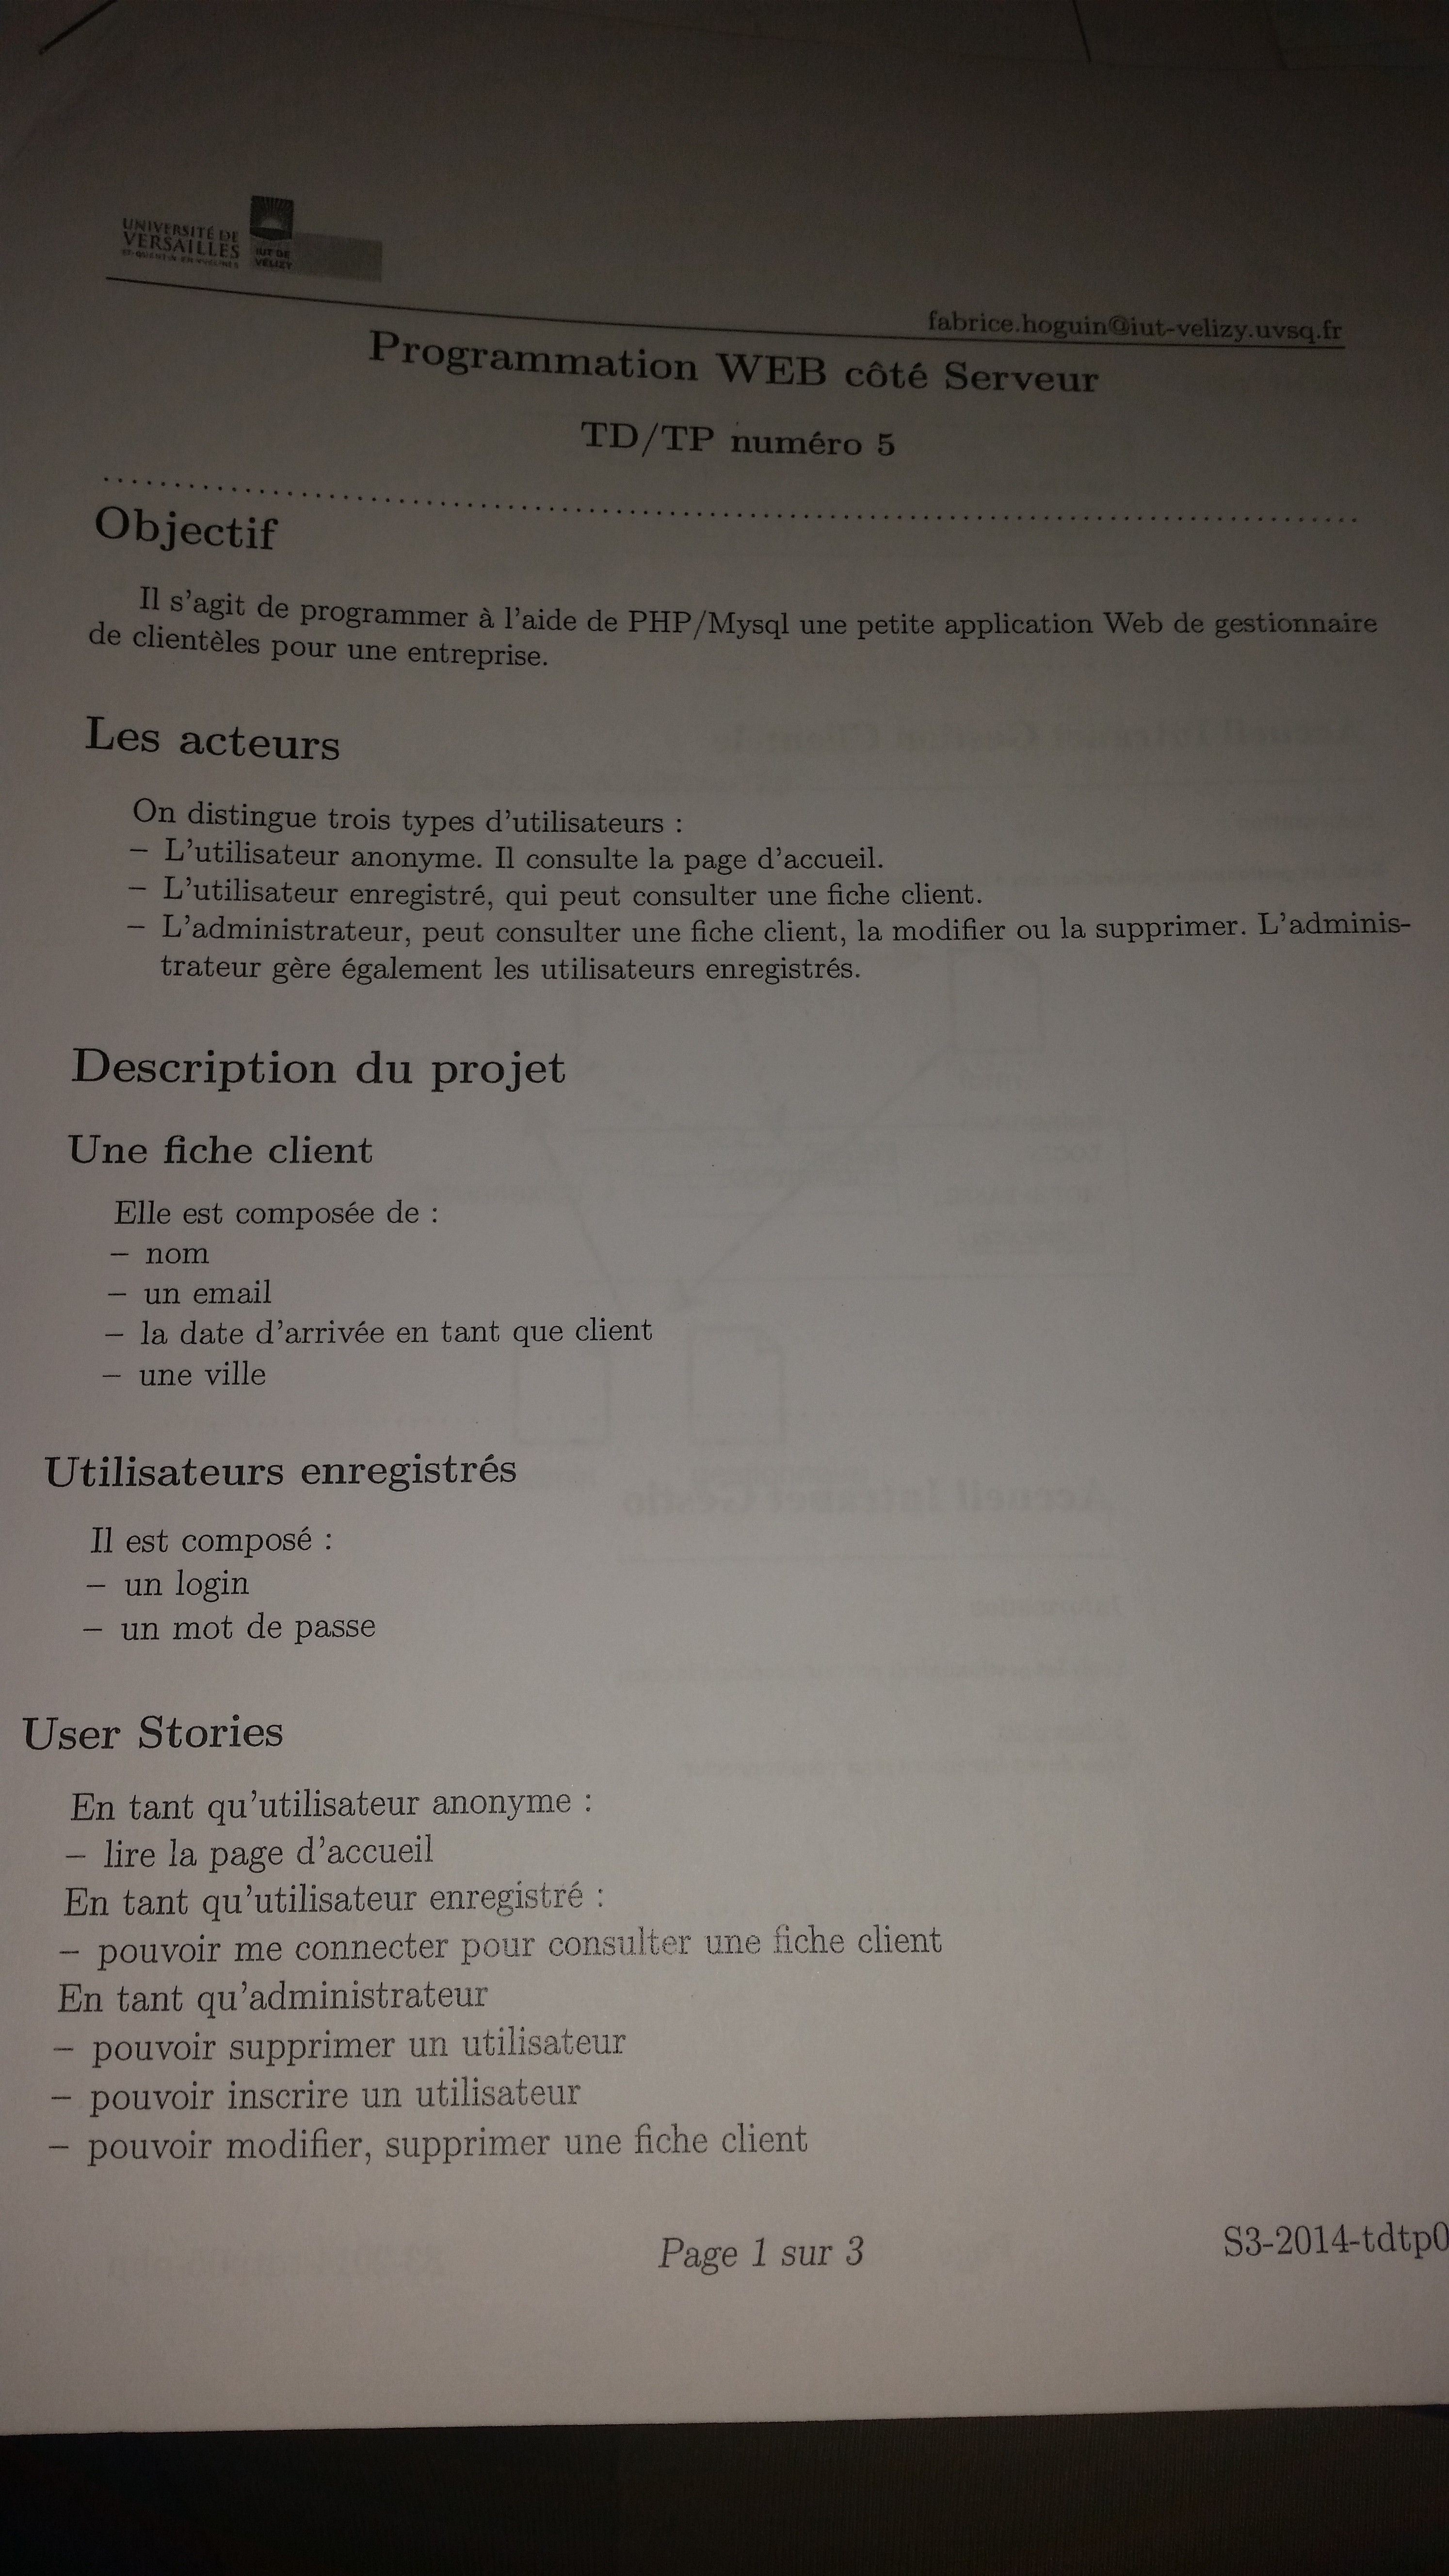 UNIVERSITÉ DE
VERSAILLES
ST-QUENTIN-EN-YVELINES
IUT DE
VÉLIZY
fabrice.hoguin@iut-velizy.uvsq.fr
Programmation WEB côté Serveur
TD/TP numéro 5
Objectif
Il s'agit de programmer à l'aide de PHP/Mysql une petite application Web de gestionnaire
de clientèles pour une entreprise.
Les acteurs
On distingue trois types d'utilisateurs :
– L'utilisateur anonyme. Il consulte la page d'accueil.
– L'utilisateur enregistré, qui peut consulter une fiche client.
– L'administrateur, peut consulter une fiche client, la modifier ou la supprimer. L'adminis-
trateur gère également les utilisateurs enregistrés.
Description du projet
Une fiche client
Elle est composée de :
– nom
– un email
– la date d'arrivée en tant que client
– une ville
Utilisateurs enregistrés
Il est composé :
– un login
– un mot de passe
User Stories
En tant qu'utilisateur anonyme :
– lire la page d'accueil
En tant qu'utilisateur enregistré :
– pouvoir me connecter pour consulter une fiche client
En tant qu'administrateur
– pouvoir supprimer un utilisateur
– pouvoir inscrire un utilisateur
– pouvoir modifier, supprimer une fiche client
Page 1 sur 3
S3-2014-tdtp0